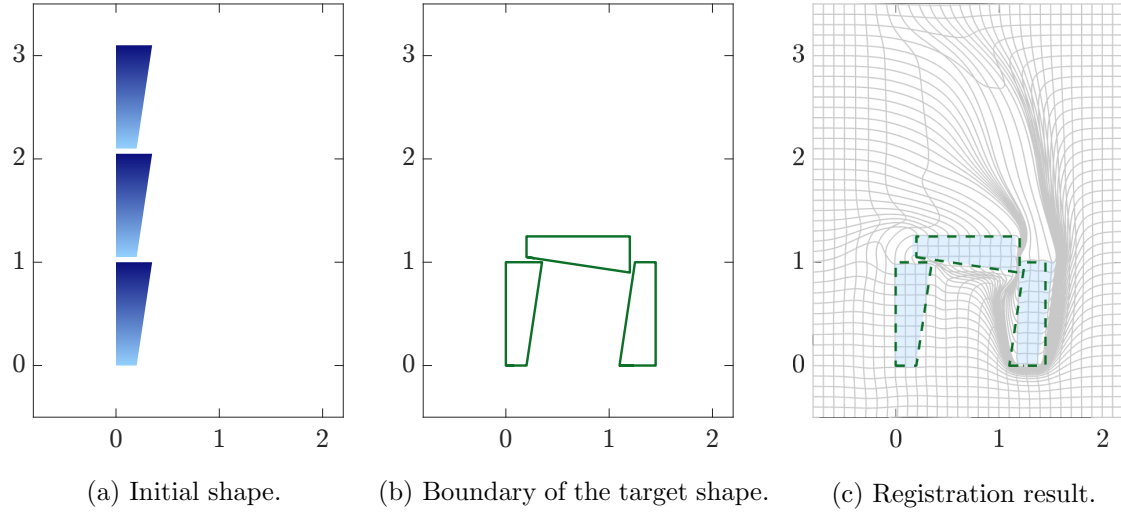 3
2
1
0
0 1 2
(a) Initial shape.
3
2
1
0
0 1 2
(b) Boundary of the target shape.
3
2
1
0
0 1 2
(c) Registration result.